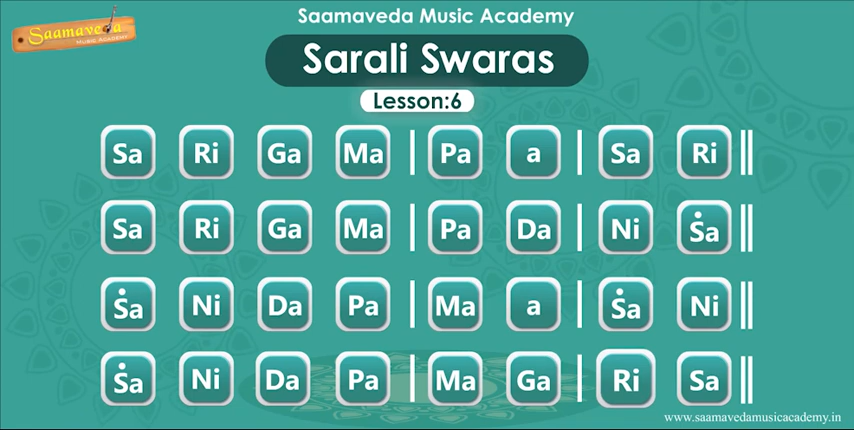 Saamaveda Music Academy
Saamaveda
MUSIC ACADEMY
Sarali Swaras
Lesson:6
Sa Ri Ga Ma | Pa a | Sa Ri ||
Sa Ri Ga Ma | Pa Da | Ni Ṡa ||
Ṡa Ni Da Pa | Ma a | Ṡa Ni ||
Ṡa Ni Da Pa | Ma Ga | Ri Sa ||
www.saamavedamusicacademy.in